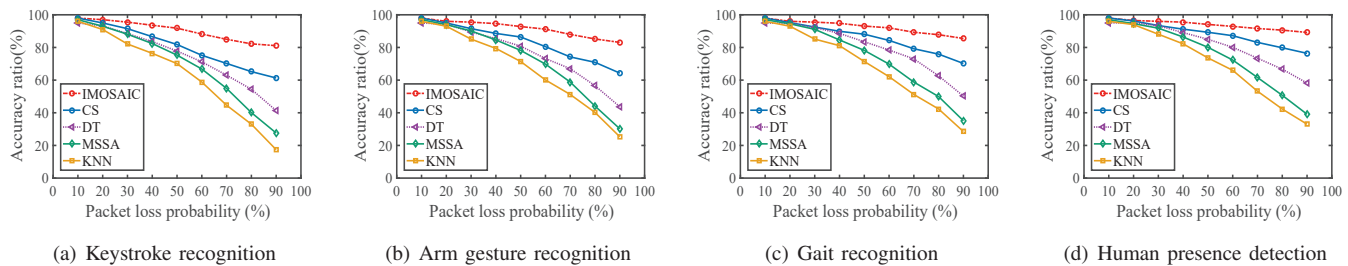 Accuracy ratio(%)
100
80
60
40
20
0
IMOSAIC
CS
DT
MSSA
KNN
10 20 30 40 50 60 70 80 90 100
Packet loss probability (%)
(a) Keystroke recognition
Accuracy ratio(%)
100
80
60
40
20
0
IMOSAIC
CS
DT
MSSA
KNN
10 20 30 40 50 60 70 80 90 100
Packet loss probability (%)
(b) Arm gesture recognition
Accuracy ratio(%)
100
80
60
40
20
0
IMOSAIC
CS
DT
MSSA
KNN
10 20 30 40 50 60 70 80 90 100
Packet loss probability (%)
(c) Gait recognition
Accuracy ratio(%)
100
80
60
40
20
0
IMOSAIC
CS
DT
MSSA
KNN
10 20 30 40 50 60 70 80 90 100
Packet loss probability (%)
(d) Human presence detection